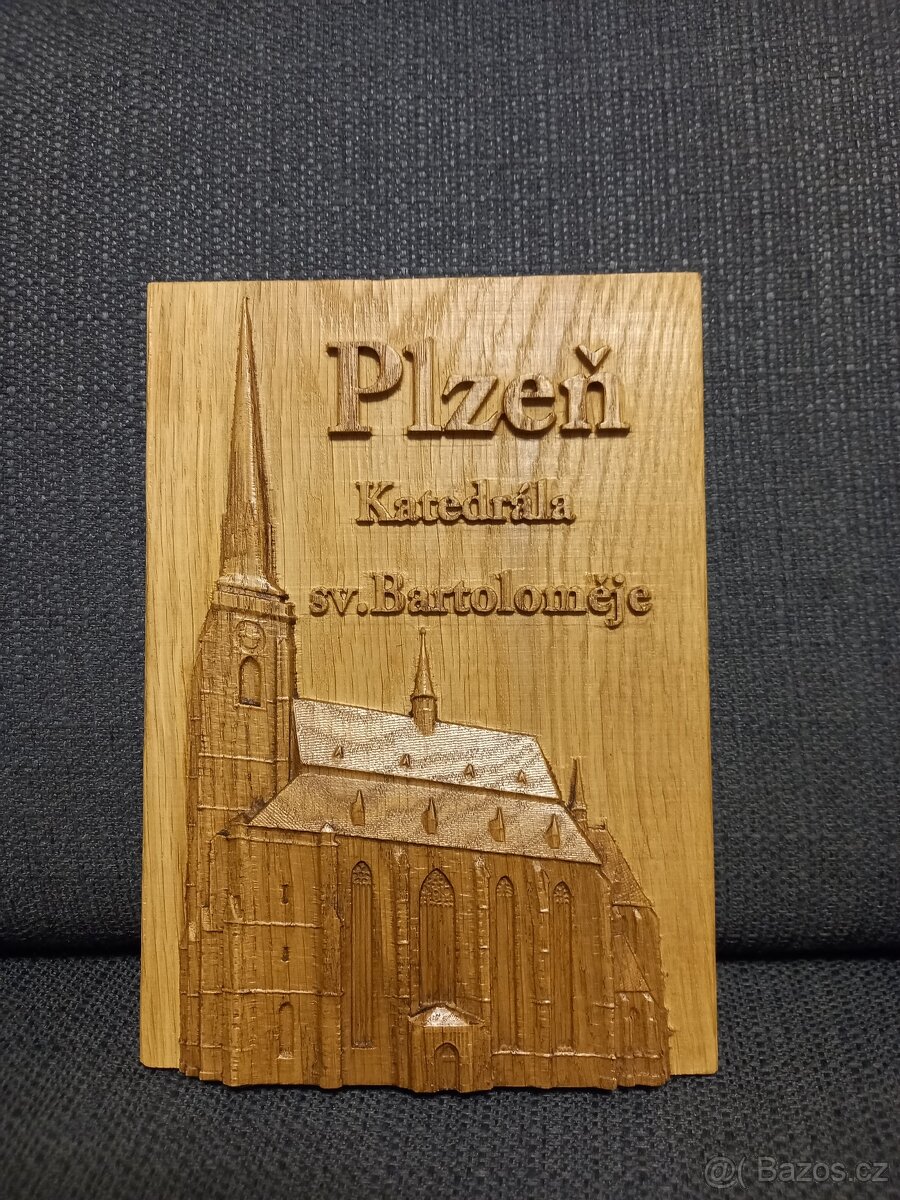 Plzeň
Katedrála
sv.Bartoloměje
@( Bazos.cz